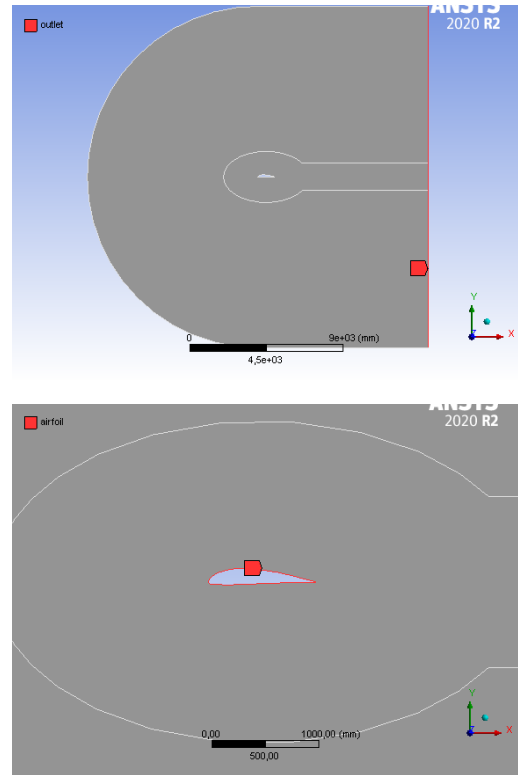 ANSYS
outlet
2020 R2
Y
X
0
9e+03 (mm)
4,5e+03
ANSYS
airfoil
2020 R2
Y
X
0,00
1000,00 (mm)
500,00